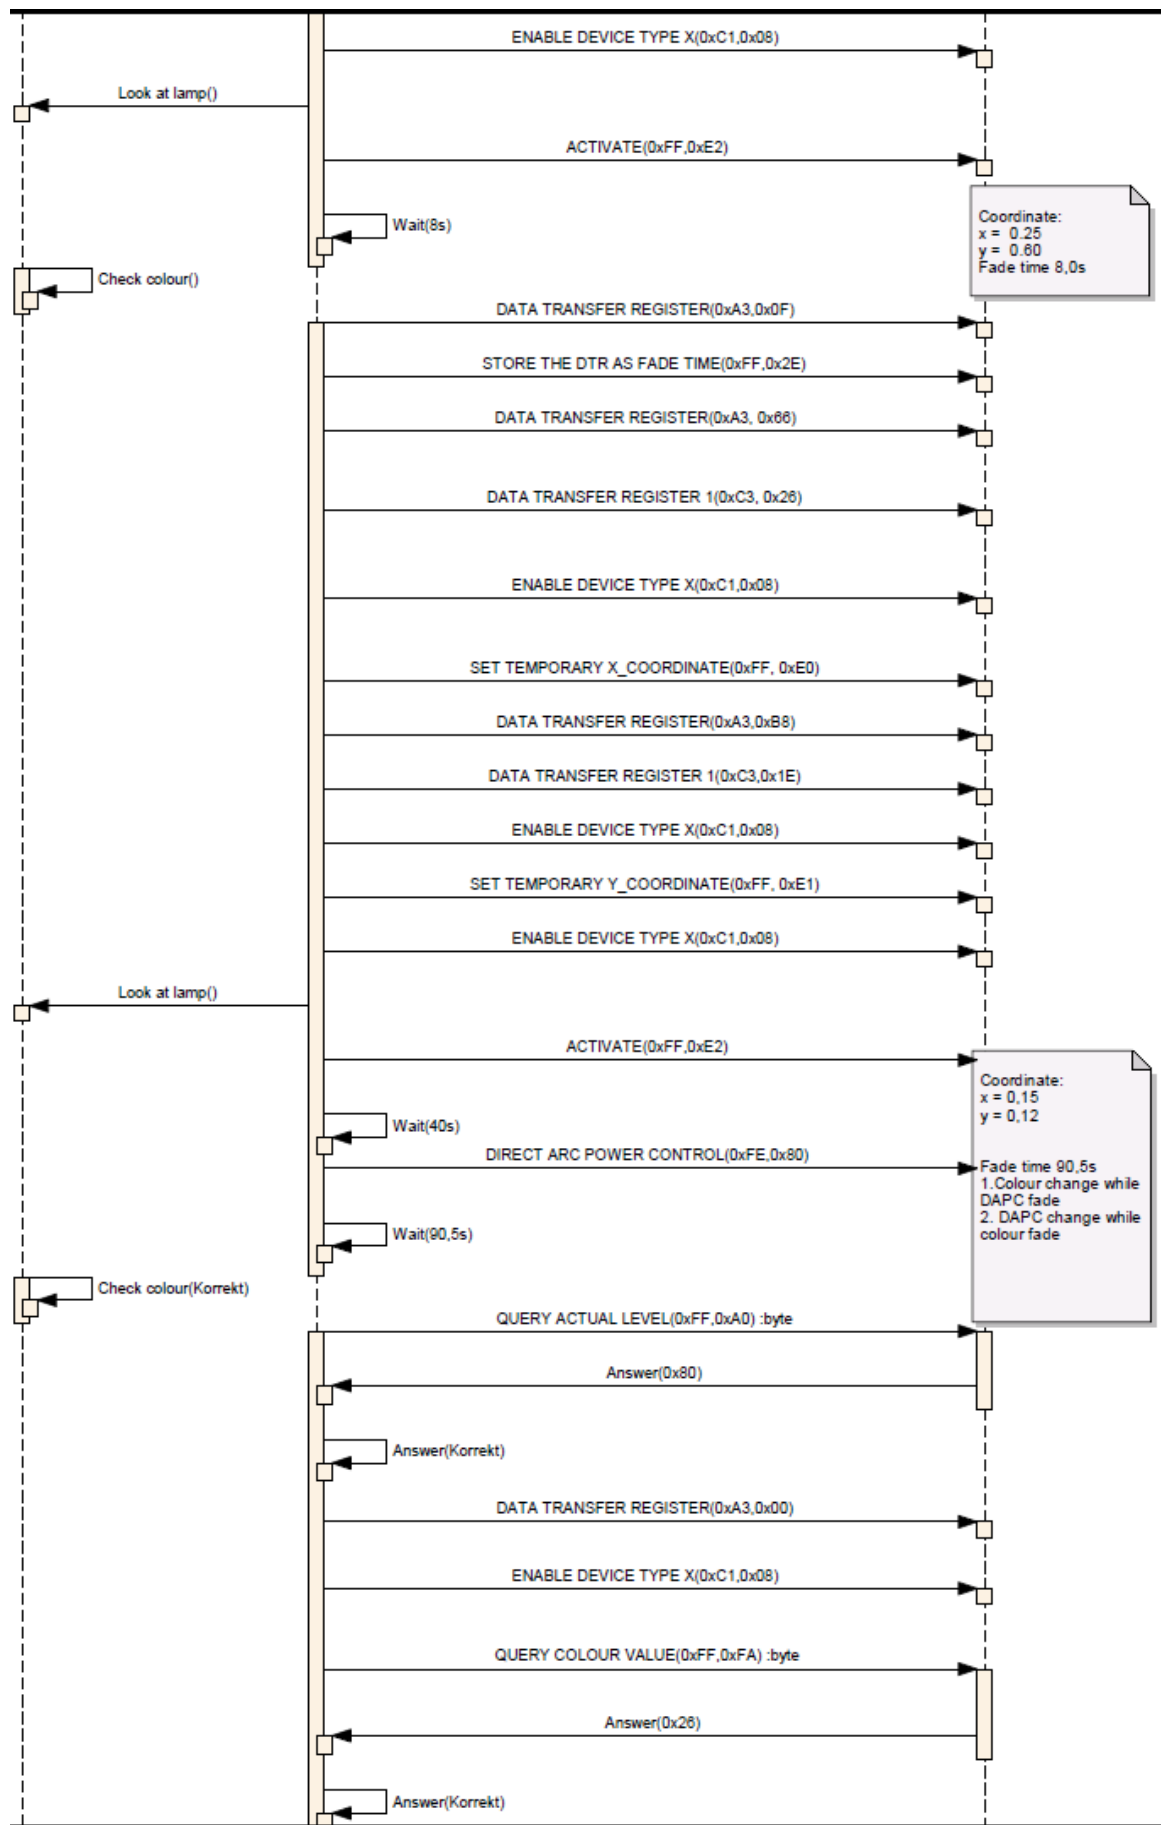 ENABLE DEVICE TYPE X(0xC1,0x08)
Look at lamp()
ACTIVATE(0xFF,0xE2)
Wait(8s)
Coordinate:
x = 0.25
y = 0.60
Fade time 8,0s
Check colour()
DATA TRANSFER REGISTER(0xA3,0x0F)
STORE THE DTR AS FADE TIME(0xFF,0x2E)
DATA TRANSFER REGISTER(0xA3, 0x66)
DATA TRANSFER REGISTER 1(0xC3, 0x26)
ENABLE DEVICE TYPE X(0xC1,0x08)
SET TEMPORARY X_COORDINATE(0xFF, 0xE0)
DATA TRANSFER REGISTER(0xA3,0xB8)
DATA TRANSFER REGISTER 1(0xC3,0x1E)
ENABLE DEVICE TYPE X(0xC1,0x08)
SET TEMPORARY Y_COORDINATE(0xFF, 0xE1)
ENABLE DEVICE TYPE X(0xC1,0x08)
Look at lamp()
ACTIVATE(0xFF,0xE2)
Coordinate:
x = 0,15
y = 0,12
Wait(40s)
DIRECT ARC POWER CONTROL(0xFE,0x80)
Fade time 90,5s
1.Colour change while
DAPC fade
2. DAPC change while
colour fade
Wait(90,5s)
Check colour(Korrekt)
QUERY ACTUAL LEVEL(0xFF,0xA0) :byte
Answer(0x80)
Answer(Korrekt)
DATA TRANSFER REGISTER(0xA3,0x00)
ENABLE DEVICE TYPE X(0xC1,0x08)
QUERY COLOUR VALUE(0xFF,0xFA) :byte
Answer(0x26)
Answer(Korrekt)